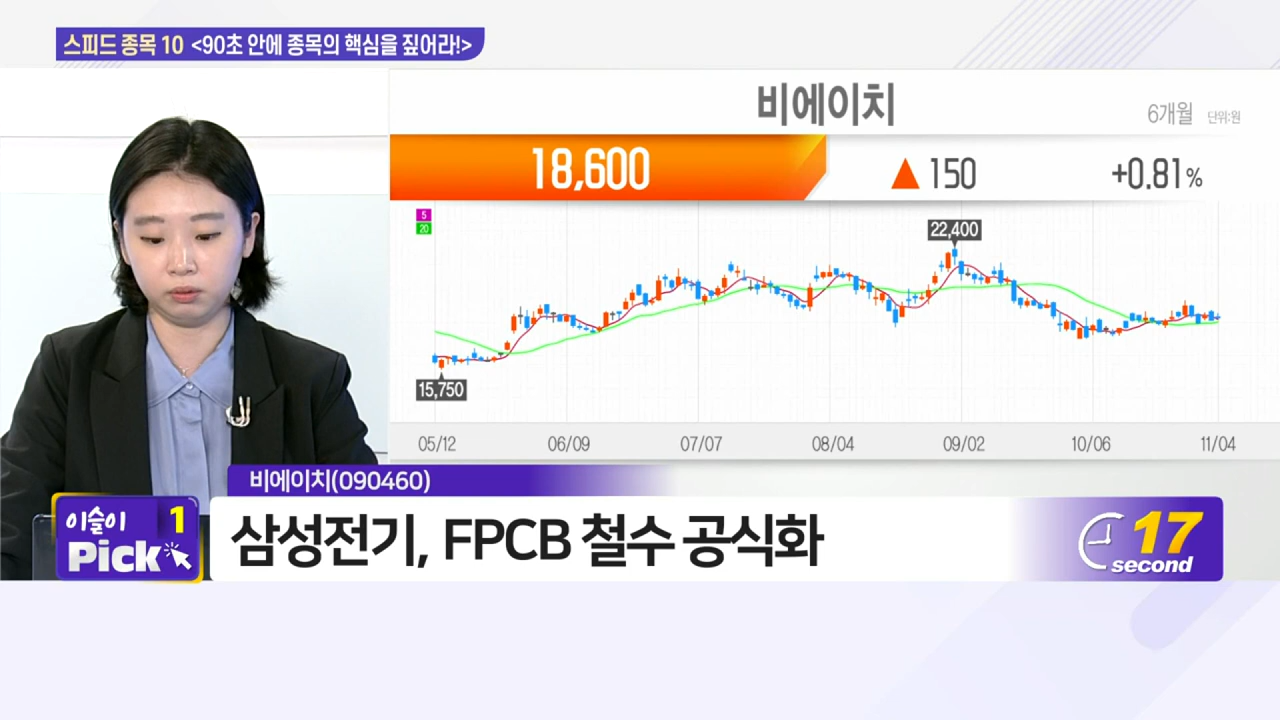 스피드 종목 10 <90초 안에 종목의 핵심을 짚어라!>
비에이치
6개월 단위:원
18,600 ▲ 150 +0.81%
5
20
22,400
15,750
05/12 06/09 07/07 08/04 09/02 10/06 11/04
비에이치(090460)
이슬이 1
Pick
삼성전기, FPCB 철수 공식화
17
second